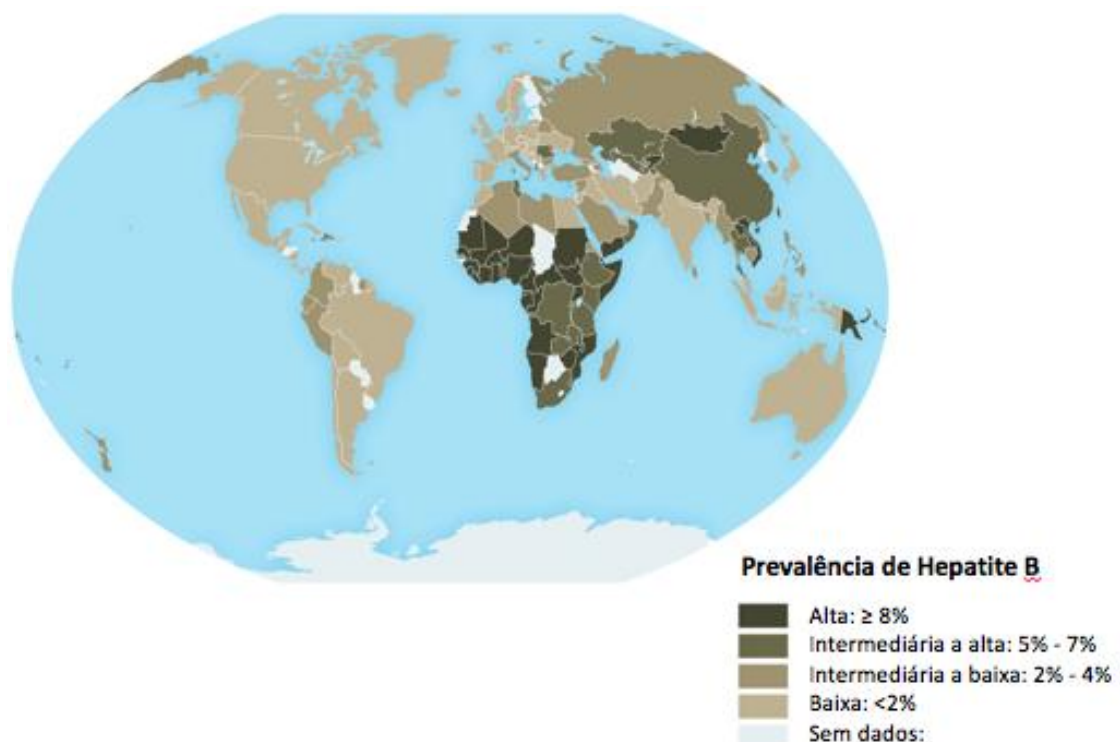 Prevalência de Hepatite B
Alta: ≥ 8%
Intermediária a alta: 5% - 7%
Intermediária a baixa: 2% - 4%
Baixa: <2%
Sem dados: